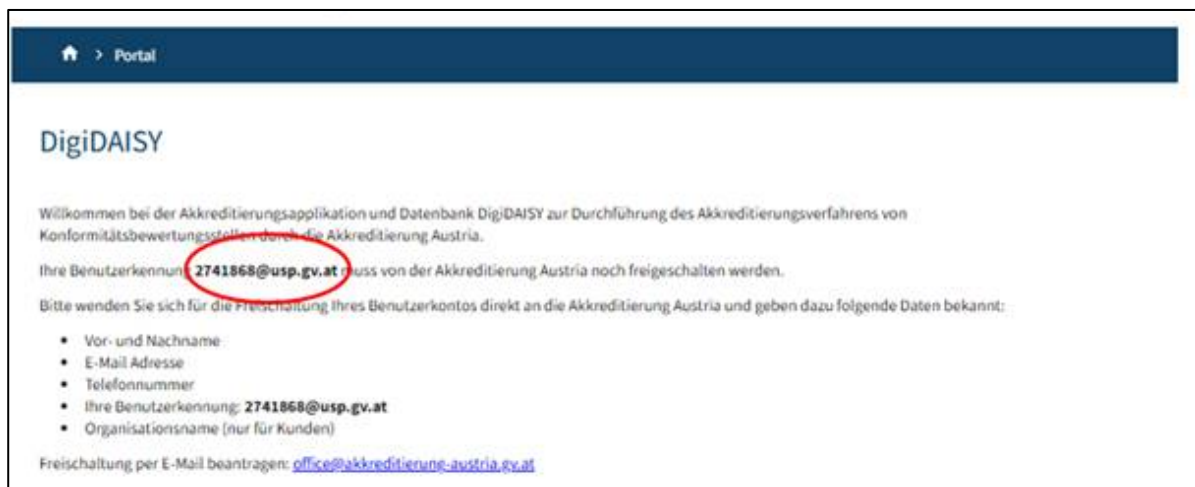 > Portal
DigiDAISY
Willkommen bei der Akkreditierungsapplikation und Datenbank DigiDAISY zur Durchführung des Akkreditierungsverfahrens von
Konformitätsbewertungsstellen durch die Akkreditierung Austria.
Ihre Benutzerkennung 2741868@usp.gv.at muss von der Akkreditierung Austria noch freigeschalten werden.
Bitte wenden Sie sich für die Freischaltung Ihres Benutzerkontos direkt an die Akkreditierung Austria und geben dazu folgende Daten bekannt:
• Vor- und Nachname
• E-Mail Adresse
• Telefonnummer
• Ihre Benutzerkennung: 2741868@usp.gv.at
• Organisationsname (nur für Kunden)
Freischaltung per E-Mail beantragen: office@akkreditierung-austria.gv.at